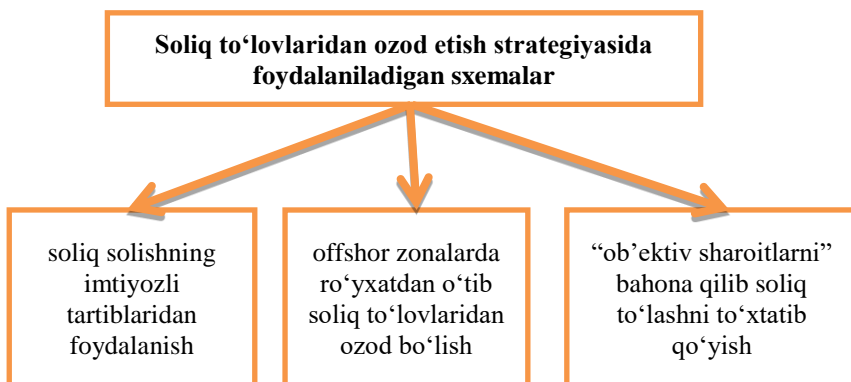 Soliq to‘lovlaridan ozod etish strategiyasida
foydalaniladigan sxemalar
soliq solishning
imtiyozli
tartiblaridan
foydalanish
offshor zonalarda
ro‘yxatdan o‘tib
soliq to‘lovlaridan
ozod bo‘lish
“ob’ektiv sharoitlarni”
bahona qilib soliq
to‘lashni to‘xtatib
qo‘yish